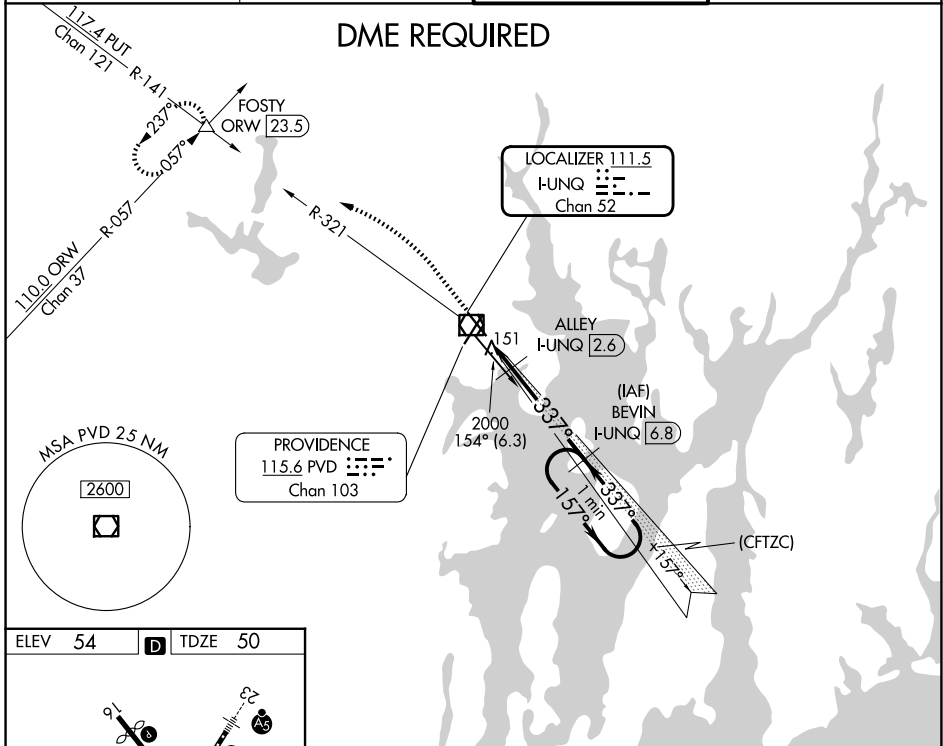 DME REQUIRED
117.4 PUT
Chan 121
R-141
FOSTY
ORW 23.5
237°
057°
R-057
110.0 ORW
Chan 37
R-321
LOCALIZER 111.5
I-UNQ
Chan 52
151
ALLEY
I-UNQ 2.6
(IAF)
BEVIN
I-UNQ 6.8
337°
2000
154° (6.3)
PROVIDENCE
115.6 PVD
Chan 103
MSA PVD 25 NM
2600
1 min
157°
337°
(CFTZC)
x
157°
ELEV 54
D
TDZE 50
16
23
A5